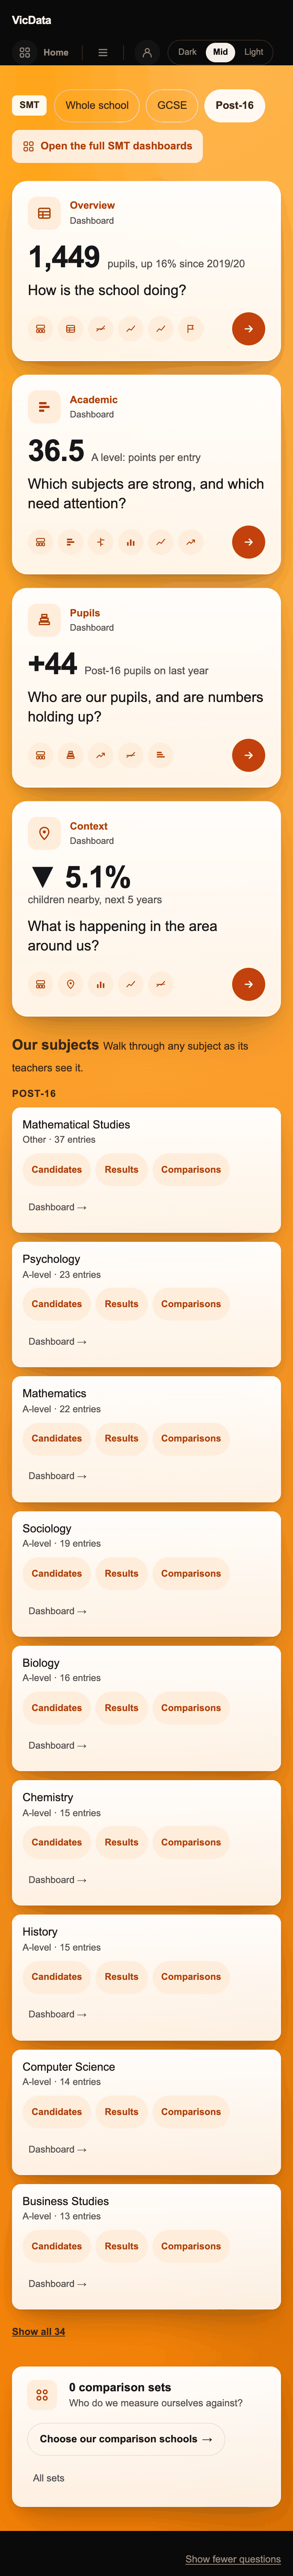 VicData
Home
Dark Mid Light
SMT Whole school GCSE Post-16
Open the full SMT dashboards
Overview
Dashboard
1,449 pupils, up 16% since 2019/20
How is the school doing?
Academic
Dashboard
36.5 A level: points per entry
Which subjects are strong, and which
need attention?
Pupils
Dashboard
+44 Post-16 pupils on last year
Who are our pupils, and are numbers
holding up?
Context
Dashboard
▼ 5.1%
children nearby, next 5 years
What is happening in the area
around us?
Our subjects Walk through any subject as its
teachers see it.
POST-16
Mathematical Studies
Other · 37 entries
Candidates Results Comparisons
Dashboard →
Psychology
A-level · 23 entries
Candidates Results Comparisons
Dashboard →
Mathematics
A-level · 22 entries
Candidates Results Comparisons
Dashboard →
Sociology
A-level · 19 entries
Candidates Results Comparisons
Dashboard →
Biology
A-level · 16 entries
Candidates Results Comparisons
Dashboard →
Chemistry
A-level · 15 entries
Candidates Results Comparisons
Dashboard →
History
A-level · 15 entries
Candidates Results Comparisons
Dashboard →
Computer Science
A-level · 14 entries
Candidates Results Comparisons
Dashboard →
Business Studies
A-level · 13 entries
Candidates Results Comparisons
Dashboard →
Show all 34
0 comparison sets
Who do we measure ourselves against?
Choose our comparison schools →
All sets
Show fewer questions